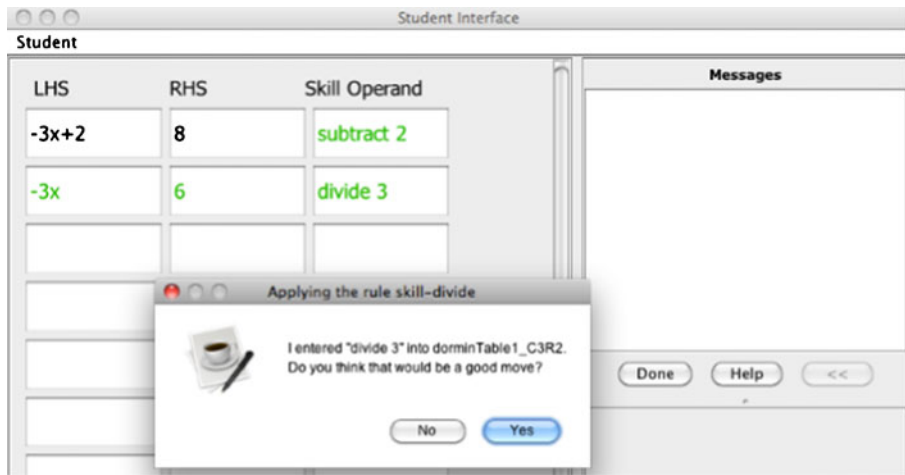 Student Interface
Student
LHS RHS Skill Operand
-3x+2 8 subtract 2
-3x 6 divide 3
Messages
Applying the rule skill-divide
I entered "divide 3" into dorminTable1_C3R2.
Do you think that would be a good move?
No Yes
Done Help <<